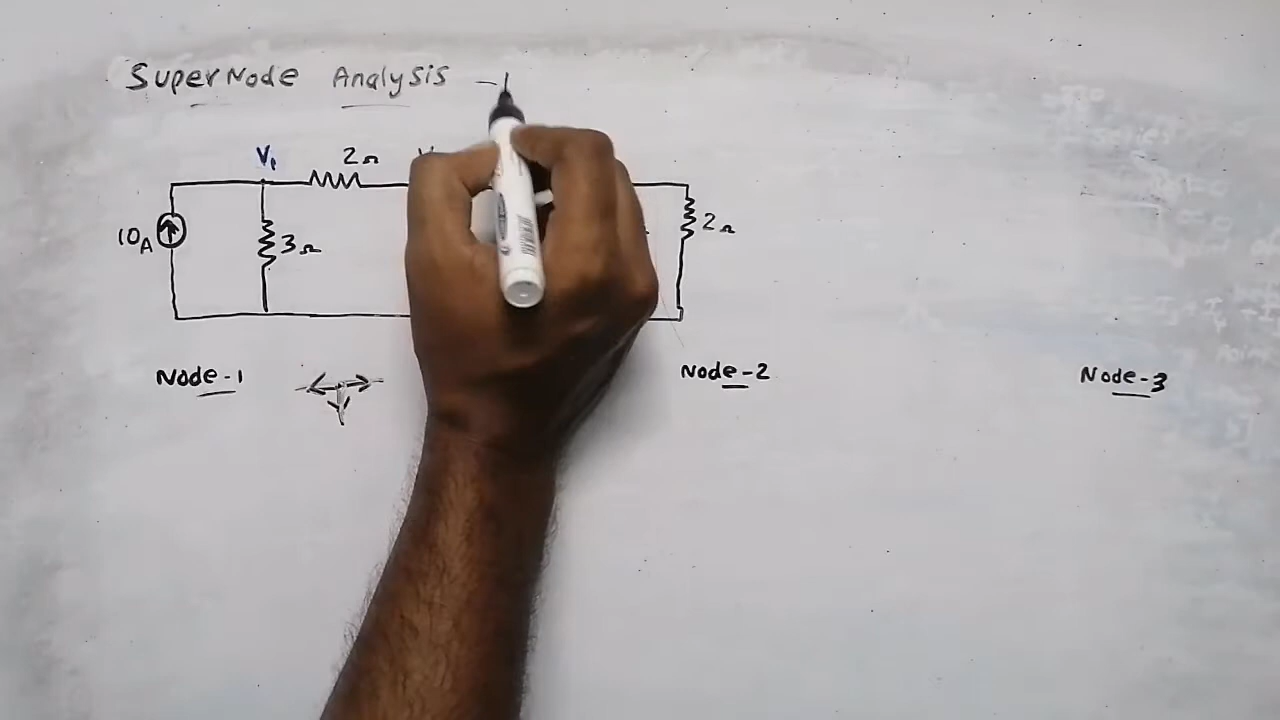 SuperNode Analysis -
V₁ 2Ω
10A 3Ω 2Ω
Node-1 Node-2 Node-3